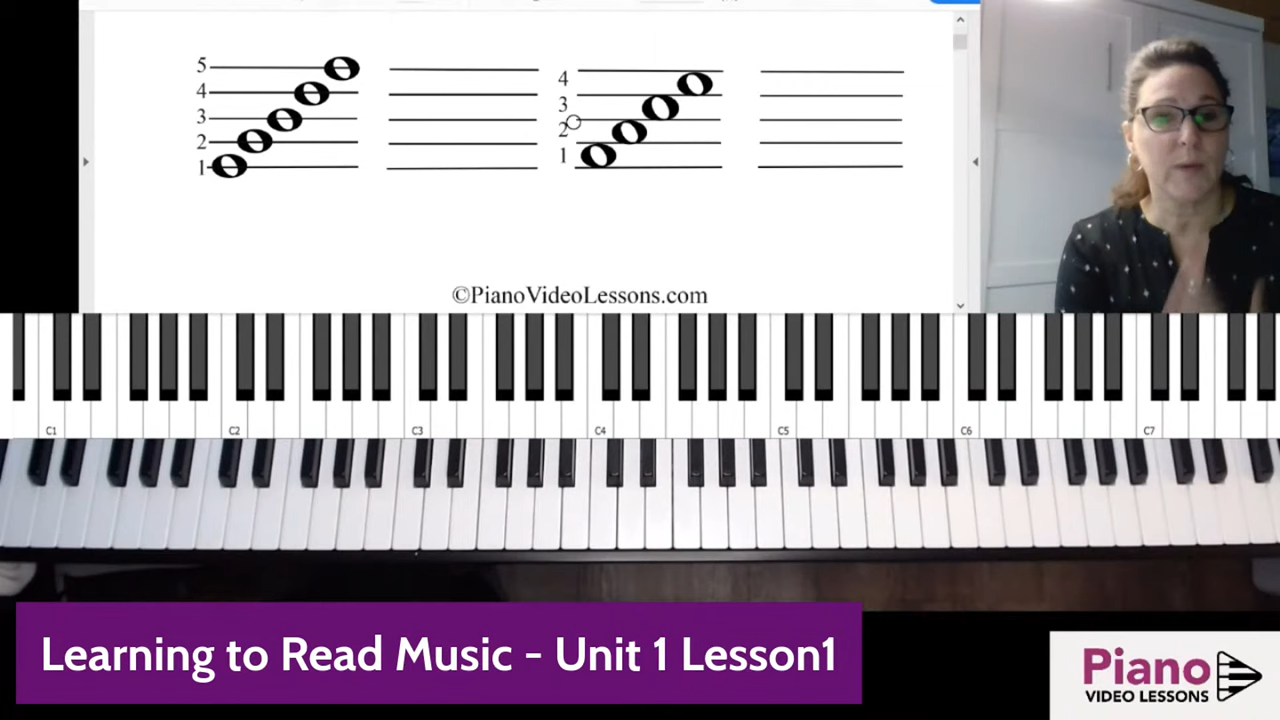 5
4
3
2
1
4
3
2
1
©PianoVideoLessons.com
C1 C2 C3 C4 C5 C6 C7
Learning to Read Music - Unit 1 Lesson1
Piano
VIDEO LESSONS